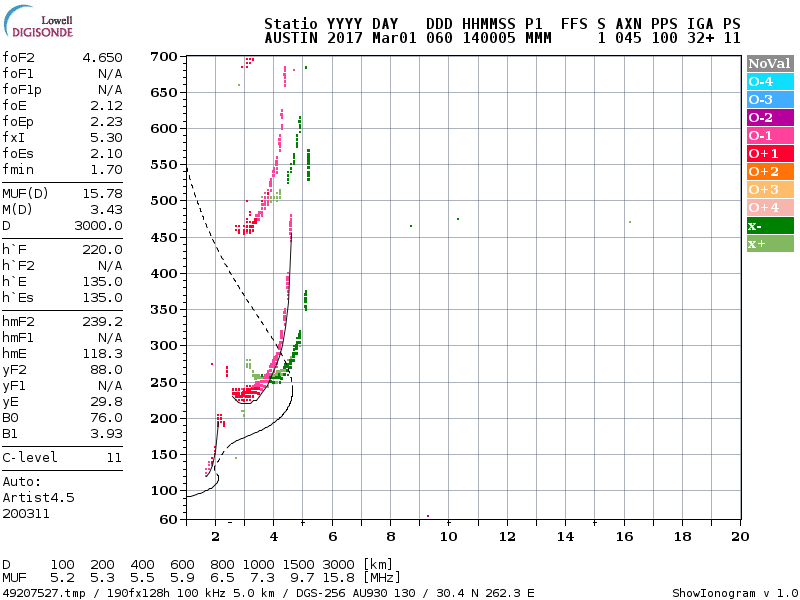 Lowell
DIGISONDE
Statio YYYY DAY DDD HHMMSS P1 FFS S AXN PPS IGA PS
AUSTIN 2017 Mar01 060 140005 MMM 1 045 100 32+ 11
foF2 4.650
foF1 N/A
foF1p N/A
foE 2.12
foEp 2.23
fxI 5.30
foEs 2.10
fmin 1.70
MUF(D) 15.78
M(D) 3.43
D 3000.0
h`F 220.0
h`F2 N/A
h`E 135.0
h`Es 135.0
hmF2 239.2
hmF1 N/A
hmE 118.3
yF2 88.0
yF1 N/A
yE 29.8
B0 76.0
B1 3.93
C-level 11
Auto:
Artist4.5
200311
700
650
600
550
500
450
400
350
300
250
200
150
100
60
2 4 6 8 10 12 14 16 18 20
NoVal
O-4
O-3
O-2
O-1
O+1
O+2
O+3
O+4
X-
X+
D 100 200 400 600 800 1000 1500 3000 [km]
MUF 5.2 5.3 5.5 5.9 6.5 7.3 9.7 15.8 [MHz]
49207527.tmp / 190fx128h 100 kHz 5.0 km / DGS-256 AU930 130 / 30.4 N 262.3 E
ShowIonogram v 1.0